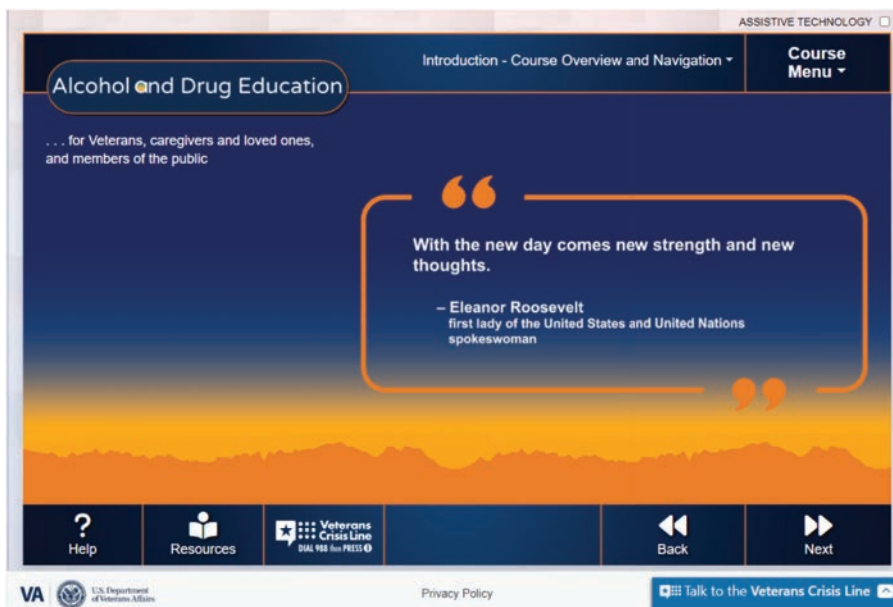 ASSISTIVE TECHNOLOGY
Introduction - Course Overview and Navigation
Course
Menu
Alcohol and Drug Education
. . . for Veterans, caregivers and loved ones,
and members of the public
“
With the new day comes new strength and new
thoughts.
– Eleanor Roosevelt
first lady of the United States and United Nations
spokeswoman
”
?
Help
Resources
Veterans
Crisis Line
DIAL 988 then PRESS 1
Back
Next
VA
U.S. Department
of Veterans Affairs
Privacy Policy
Talk to the Veterans Crisis Line